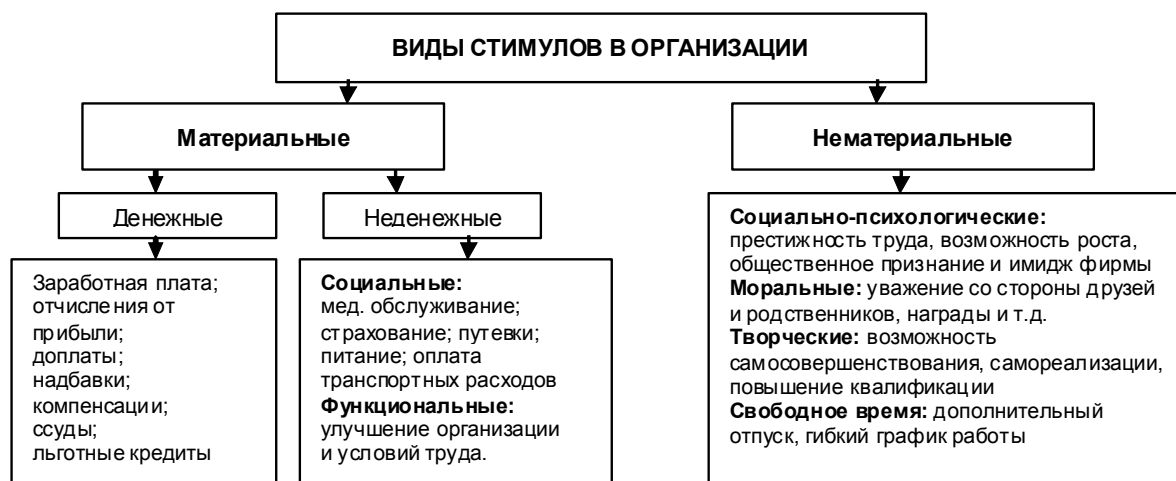 ВИДЫ СТИМУЛОВ В ОРГАНИЗАЦИИ
Материальные
Нематериальные
Денежные
Неденежные
Заработная плата;
отчисления от
прибыли;
доплаты;
надбавки;
компенсации;
ссуды;
льготные кредиты
Социальные:
мед. обслуживание;
страхование; путевки;
питание; оплата
транспортных расходов
Функциональные:
улучшение организации
и условий труда.
Социально-психологические:
престижность труда, возможность роста,
общественное признание и имидж фирмы
Моральные: уважение со стороны друзей
и родственников, награды и т.д.
Творческие: возможность
самосовершенствования, самореализации,
повышение квалификации
Свободное время: дополнительный
отпуск, гибкий график работы